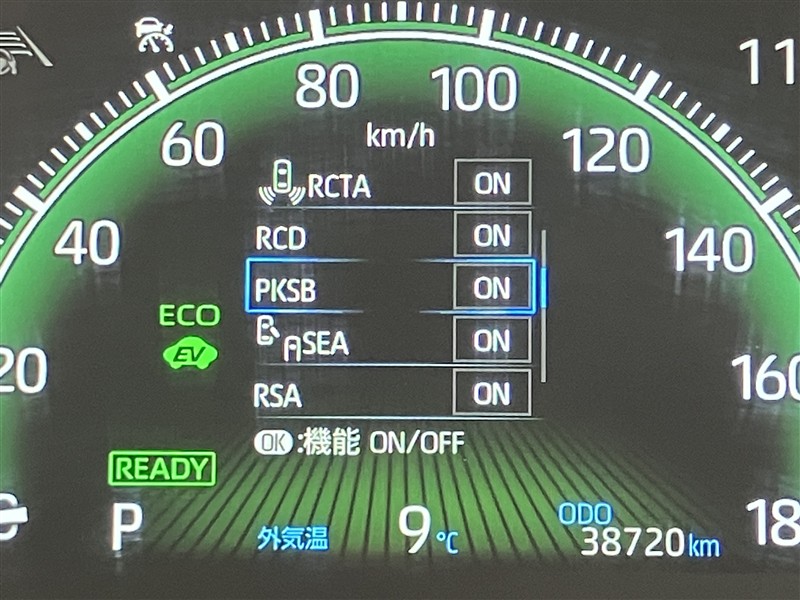 80
100
11
60
km/h
120
RCTA ON
40
RCD ON
140
PKSB ON
ECO
EV
SEA ON
20
160
RSA ON
OK:機能 ON/OFF
READY
P
外気温 9℃
ODO
38720km
18